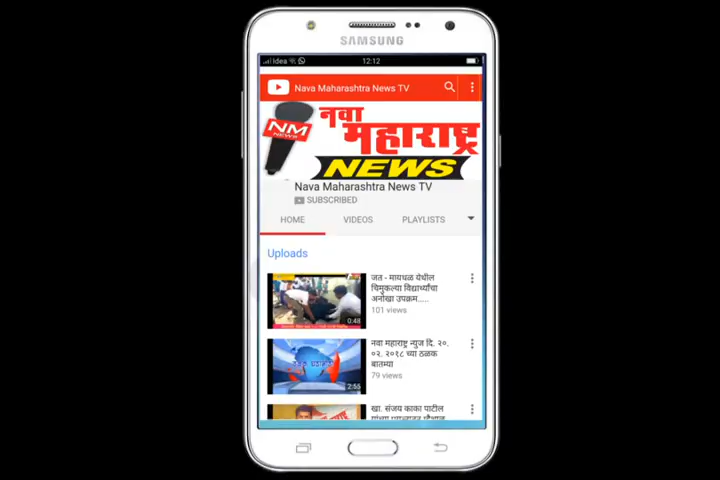 SAMSUNG
Idea
12:12
Nava Maharashtra News TV
NM
NEWS
नवा
महाराष्ट्र
NEWS
Nava Maharashtra News TV
SUBSCRIBED
HOME VIDEOS PLAYLISTS
Uploads
जत - मायथळ येथील
चिमुकल्या विद्यार्थ्यांचा
अनोखा उपक्रम.....
101 views
0:48
नवा महाराष्ट्र न्युज दि. २०.
०२. २०१८ च्या ठळक
बातम्या
79 views
2:55
खा. संजय काका पाटील